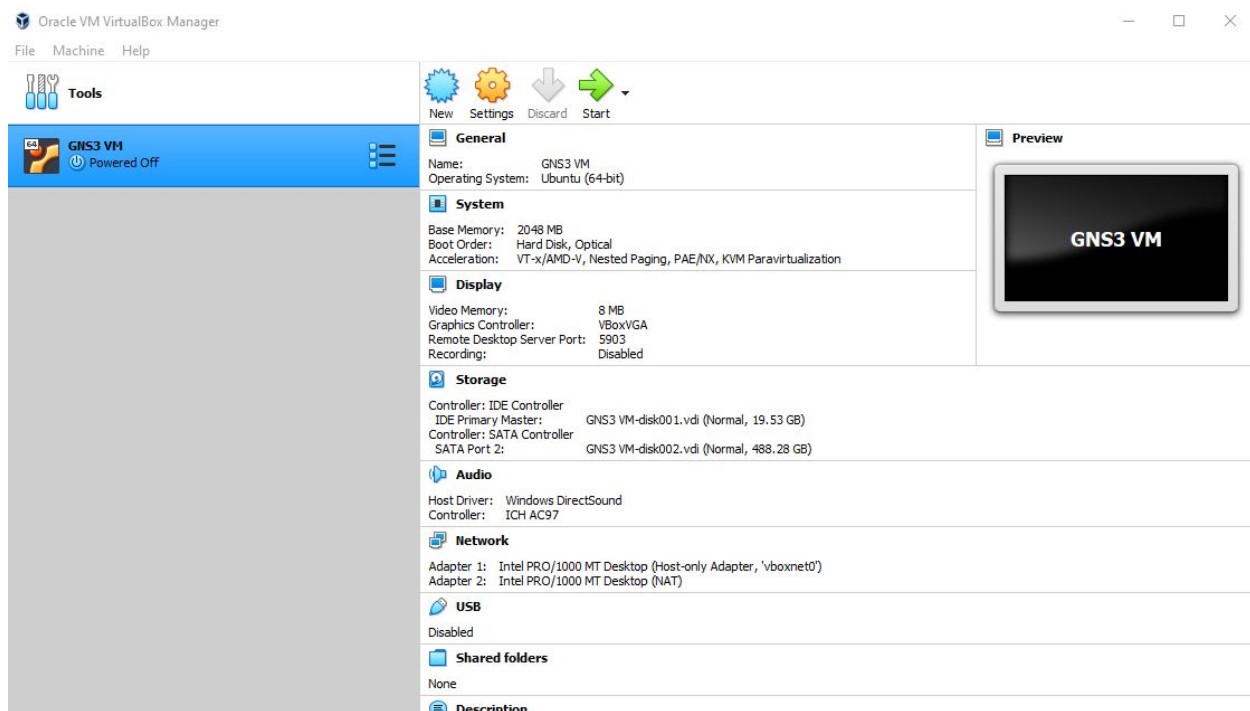 Oracle VM VirtualBox Manager
File Machine Help
Tools
New Settings Discard Start
64
GNS3 VM
Powered Off
General
Name: GNS3 VM
Operating System: Ubuntu (64-bit)
System
Base Memory: 2048 MB
Boot Order: Hard Disk, Optical
Acceleration: VT-x/AMD-V, Nested Paging, PAE/NX, KVM Paravirtualization
Display
Video Memory: 8 MB
Graphics Controller: VBoxVGA
Remote Desktop Server Port: 5903
Recording: Disabled
Preview
GNS3 VM
Storage
Controller: IDE Controller
IDE Primary Master: GNS3 VM-disk001.vdi (Normal, 19.53 GB)
Controller: SATA Controller
SATA Port 2: GNS3 VM-disk002.vdi (Normal, 488.28 GB)
Audio
Host Driver: Windows DirectSound
Controller: ICH AC97
Network
Adapter 1: Intel PRO/1000 MT Desktop (Host-only Adapter, 'vboxnet0')
Adapter 2: Intel PRO/1000 MT Desktop (NAT)
USB
Disabled
Shared folders
None
Description